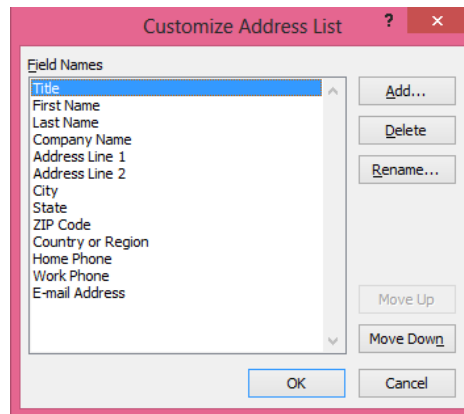 Customize Address List
?
×
Field Names
Title
First Name
Last Name
Company Name
Address Line 1
Address Line 2
City
State
ZIP Code
Country or Region
Home Phone
Work Phone
E-mail Address
Add...
Delete
Rename...
Move Up
Move Down
OK
Cancel